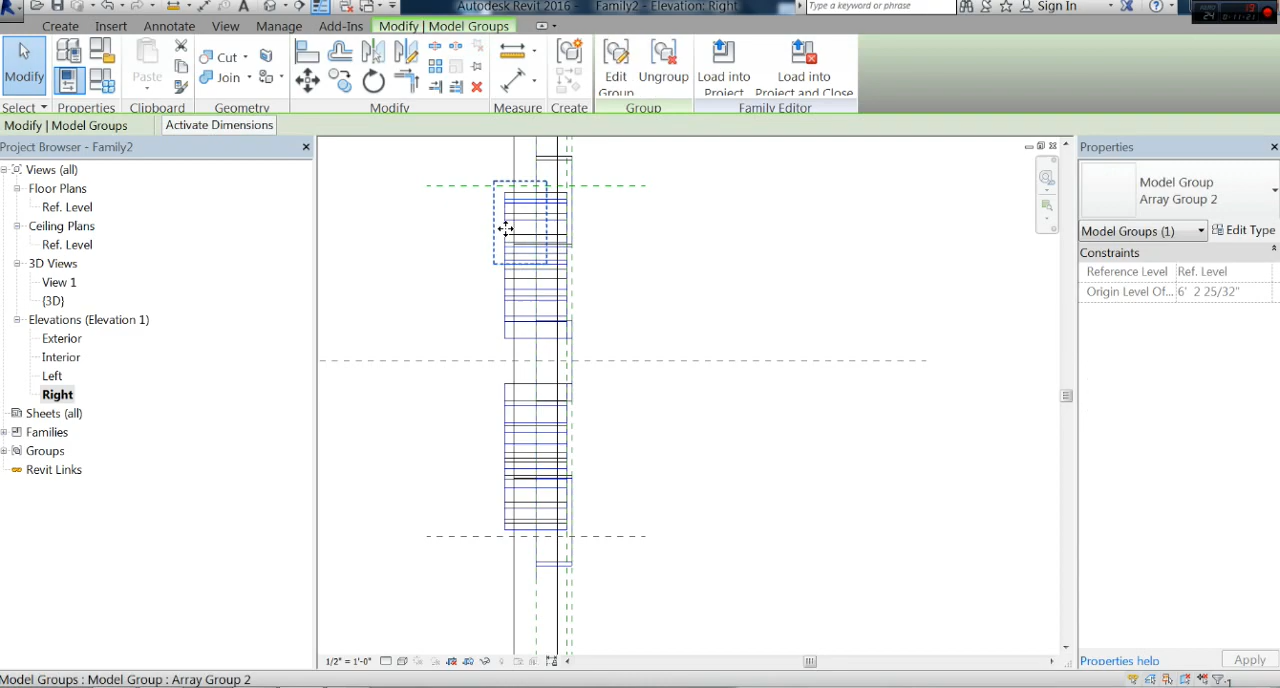 Autodesk Revit 2016 - Family2 - Elevation: Right
Type a keyword or phrase
Sign In
Create Insert Annotate View Manage Add-Ins Modify | Model Groups
Modify
Paste
Cut
Join
Edit Group
Ungroup
Load into Project
Load into Project and Close
Select Properties Clipboard Geometry Modify Measure Create Group Family Editor
Modify | Model Groups
Activate Dimensions
Project Browser - Family2
Views (all)
Floor Plans
Ref. Level
Ceiling Plans
Ref. Level
3D Views
View 1
{3D}
Elevations (Elevation 1)
Exterior
Interior
Left
Right
Sheets (all)
Families
Groups
Revit Links
Properties
Model Group
Array Group 2
Model Groups (1)
Edit Type
Constraints
Reference Level Ref. Level
Origin Level Of... 6' 2 25/32"
1/2" = 1'-0"
Properties help
Apply
Model Groups : Model Group : Array Group 2
:1